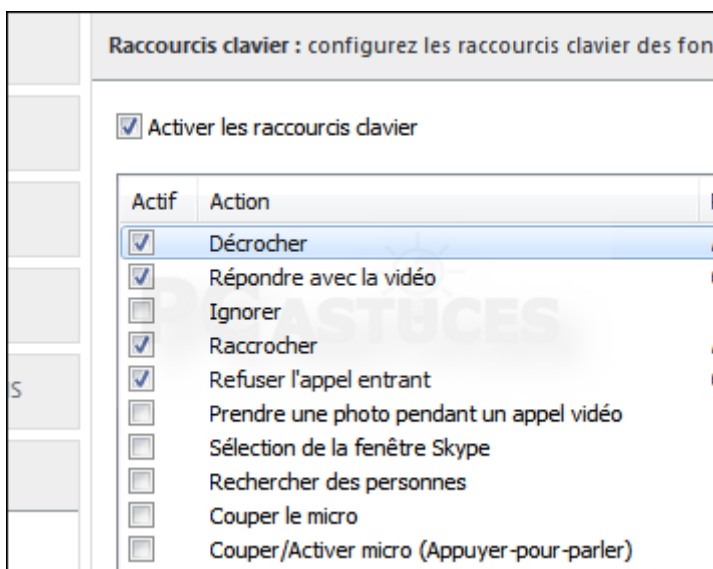 Raccourcis clavier : configurez les raccourcis clavier des fon
Activer les raccourcis clavier
Actif Action
Décrocher
Répondre avec la vidéo
Ignorer
Raccrocher
Refuser l'appel entrant
Prendre une photo pendant un appel vidéo
Sélection de la fenêtre Skype
Rechercher des personnes
Couper le micro
Couper/Activer micro (Appuyer-pour-parler)
PC ASTUCES
S